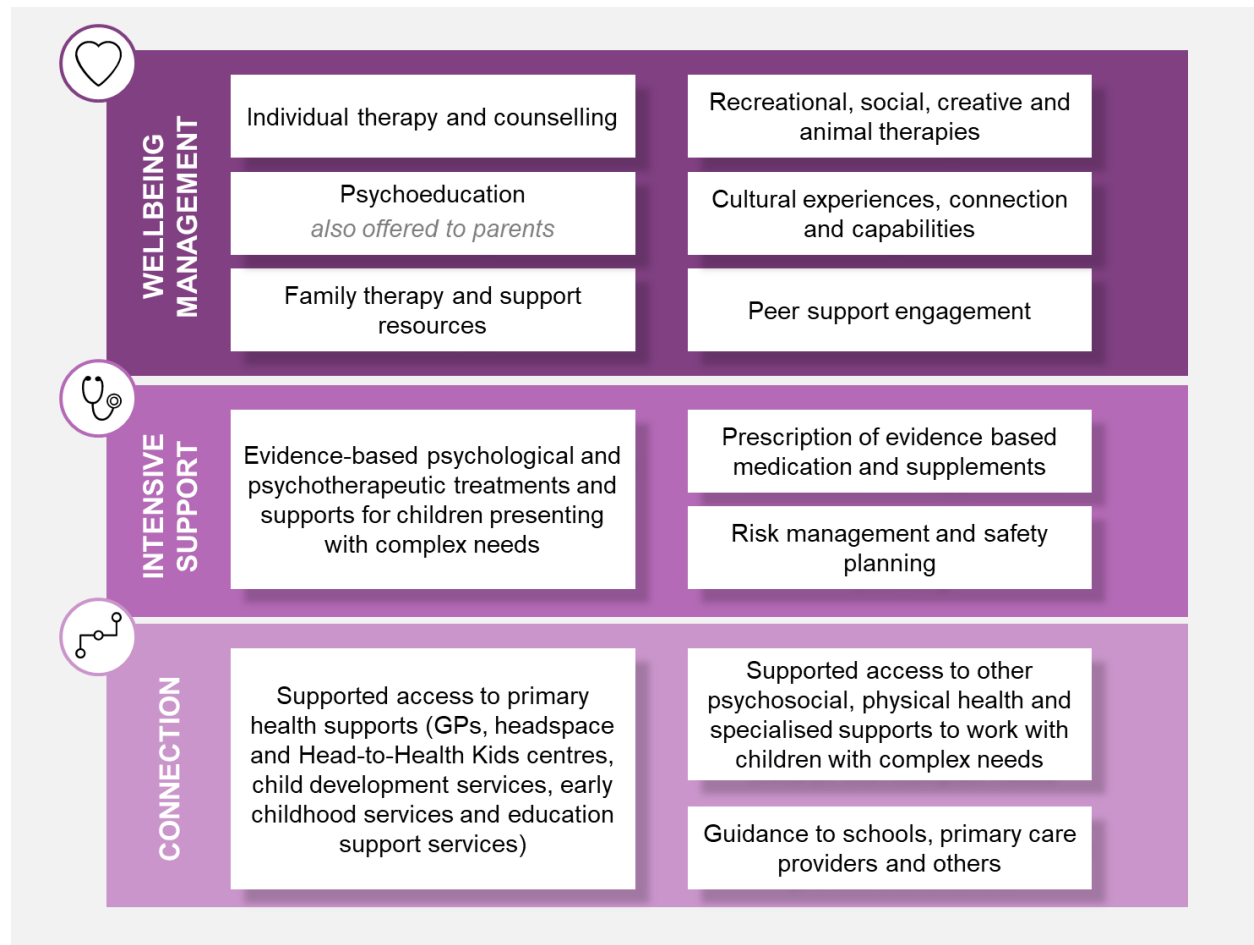 WELLBEING
MANAGEMENT
Individual therapy and counselling
Psychoeducation
also offered to parents
Family therapy and support
resources
Recreational, social, creative and
animal therapies
Cultural experiences, connection
and capabilities
Peer support engagement
INTENSIVE
SUPPORT
Evidence-based psychological and
psychotherapeutic treatments and
supports for children presenting
with complex needs
Prescription of evidence based
medication and supplements
Risk management and safety
planning
CONNECTION
Supported access to primary
health supports (GPs, headspace
and Head-to-Health Kids centres,
child development services, early
childhood services and education
support services)
Supported access to other
psychosocial, physical health and
specialised supports to work with
children with complex needs
Guidance to schools, primary care
providers and others